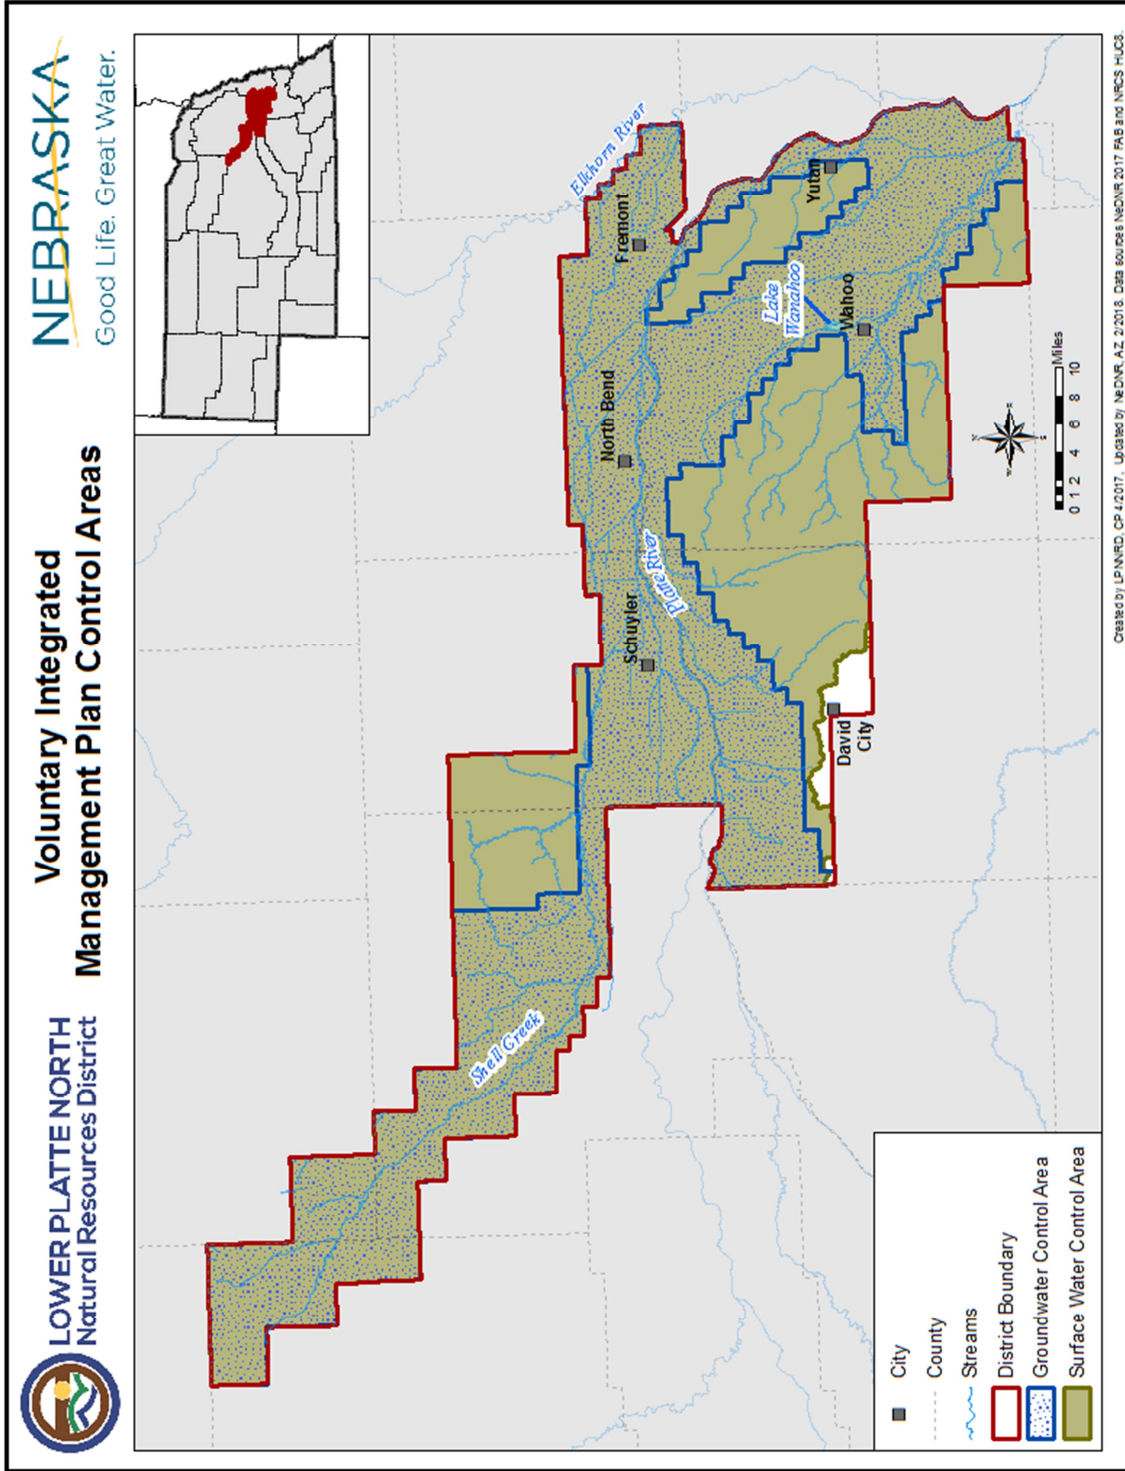 LOWER PLATTE NORTH
Natural Resources District
Voluntary Integrated
Management Plan Control Areas
NEBRASKA
Good Life. Great Water.
Elkhorn River
Fremont
North Bend
Schuyler
Platte River
Yutan
Lake
Wanahoo
Wahoo
David
City
Shell Creek
City
County
Streams
District Boundary
Groundwater Control Area
Surface Water Control Area
0 1 2 4 6 8 10
Miles
Created by LPNNRD, CP 4/2017, Updated by NeDNR, AZ, 2/2018. Data sources NeDNR 2017 FAB and NRCS HUC8.